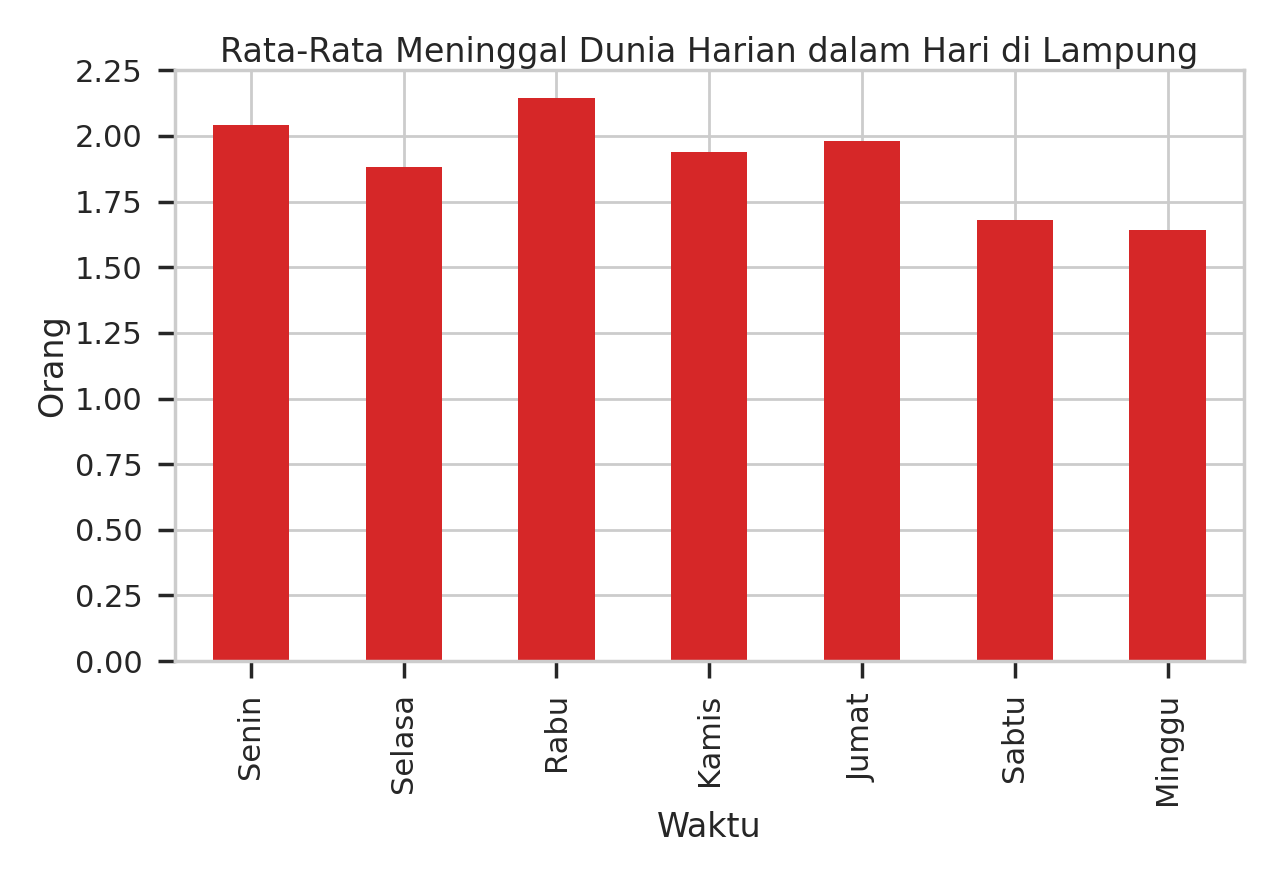 Rata-Rata Meninggal Dunia Harian dalam Hari di Lampung
2.25
2.00
1.75
1.50
1.25
1.00
0.75
0.50
0.25
0.00
Orang
Senin
Selasa
Rabu
Kamis
Jumat
Sabtu
Minggu
Waktu